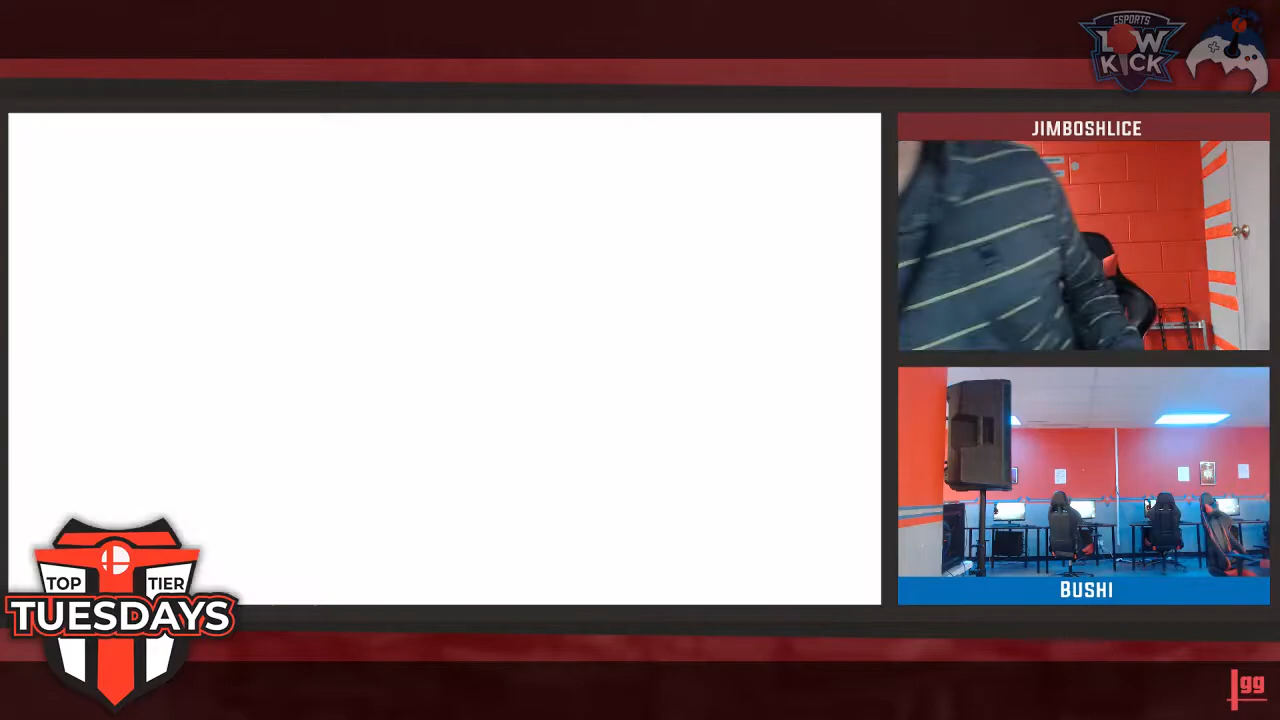 ESPORTS
LOW
KICK
JIMBOSHLICE
BUSHI
TOP TIER
TUESDAYS
gg